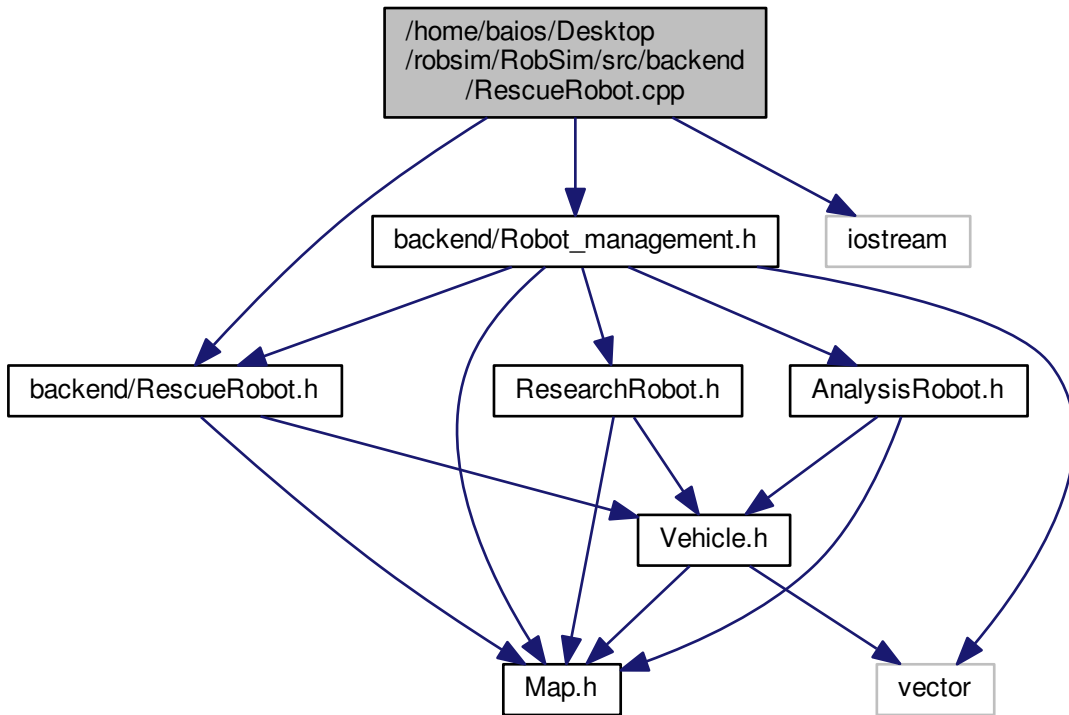 /home/baios/Desktop
/robsim/RobSim/src/backend
/RescueRobot.cpp
backend/Robot_management.h
iostream
backend/RescueRobot.h
ResearchRobot.h
AnalysisRobot.h
Vehicle.h
Map.h
vector